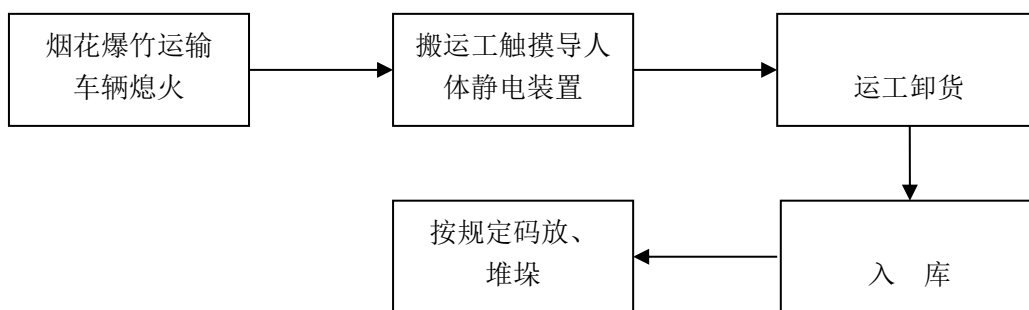 烟花爆竹运输
车辆熄火
搬运工触摸导人
体静电装置
运工卸货
入 库
按规定码放、
堆垛